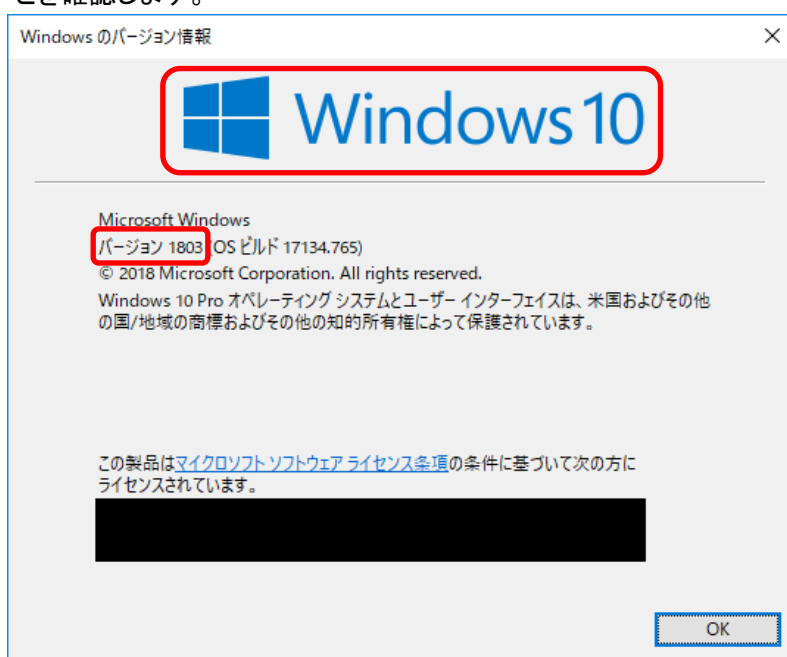 Windows のバージョン情報
Windows 10
Microsoft Windows
バージョン 1803 (OS ビルド 17134.765)
© 2018 Microsoft Corporation. All rights reserved.
Windows 10 Pro オペレーティング システムとユーザー インターフェイスは、米国およびその他
の国/地域の商標およびその他の知的所有権によって保護されています。
この製品はマイクロソフト ソフトウェア ライセンス条項の条件に基づいて次の方に
ライセンスされています。
OK